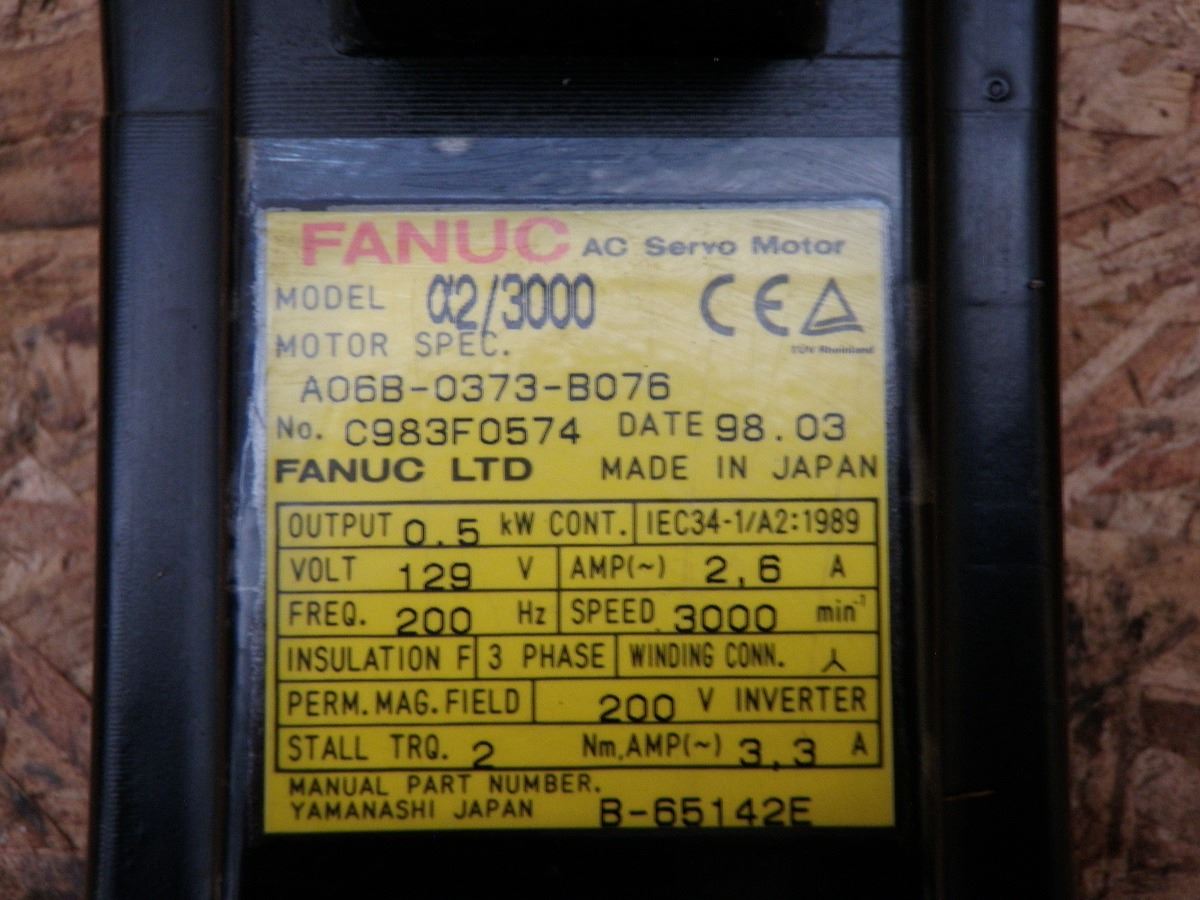 FANUC AC Servo Motor
MODEL α2/3000 CE
TÜV Rheinland
MOTOR SPEC.
A06B-0373-B076
No. C983F0574 DATE 98.03
FANUC LTD MADE IN JAPAN
OUTPUT 0.5 kW CONT. IEC34-1/A2:1989
VOLT 129 V AMP(~) 2,6 A
FREQ. 200 Hz SPEED 3000 min⁻¹
INSULATION F 3 PHASE WINDING CONN. ⅄
PERM.MAG.FIELD 200 V INVERTER
STALL TRQ. 2 Nm,AMP(~) 3,3 A
MANUAL PART NUMBER.
YAMANASHI JAPAN B-65142E